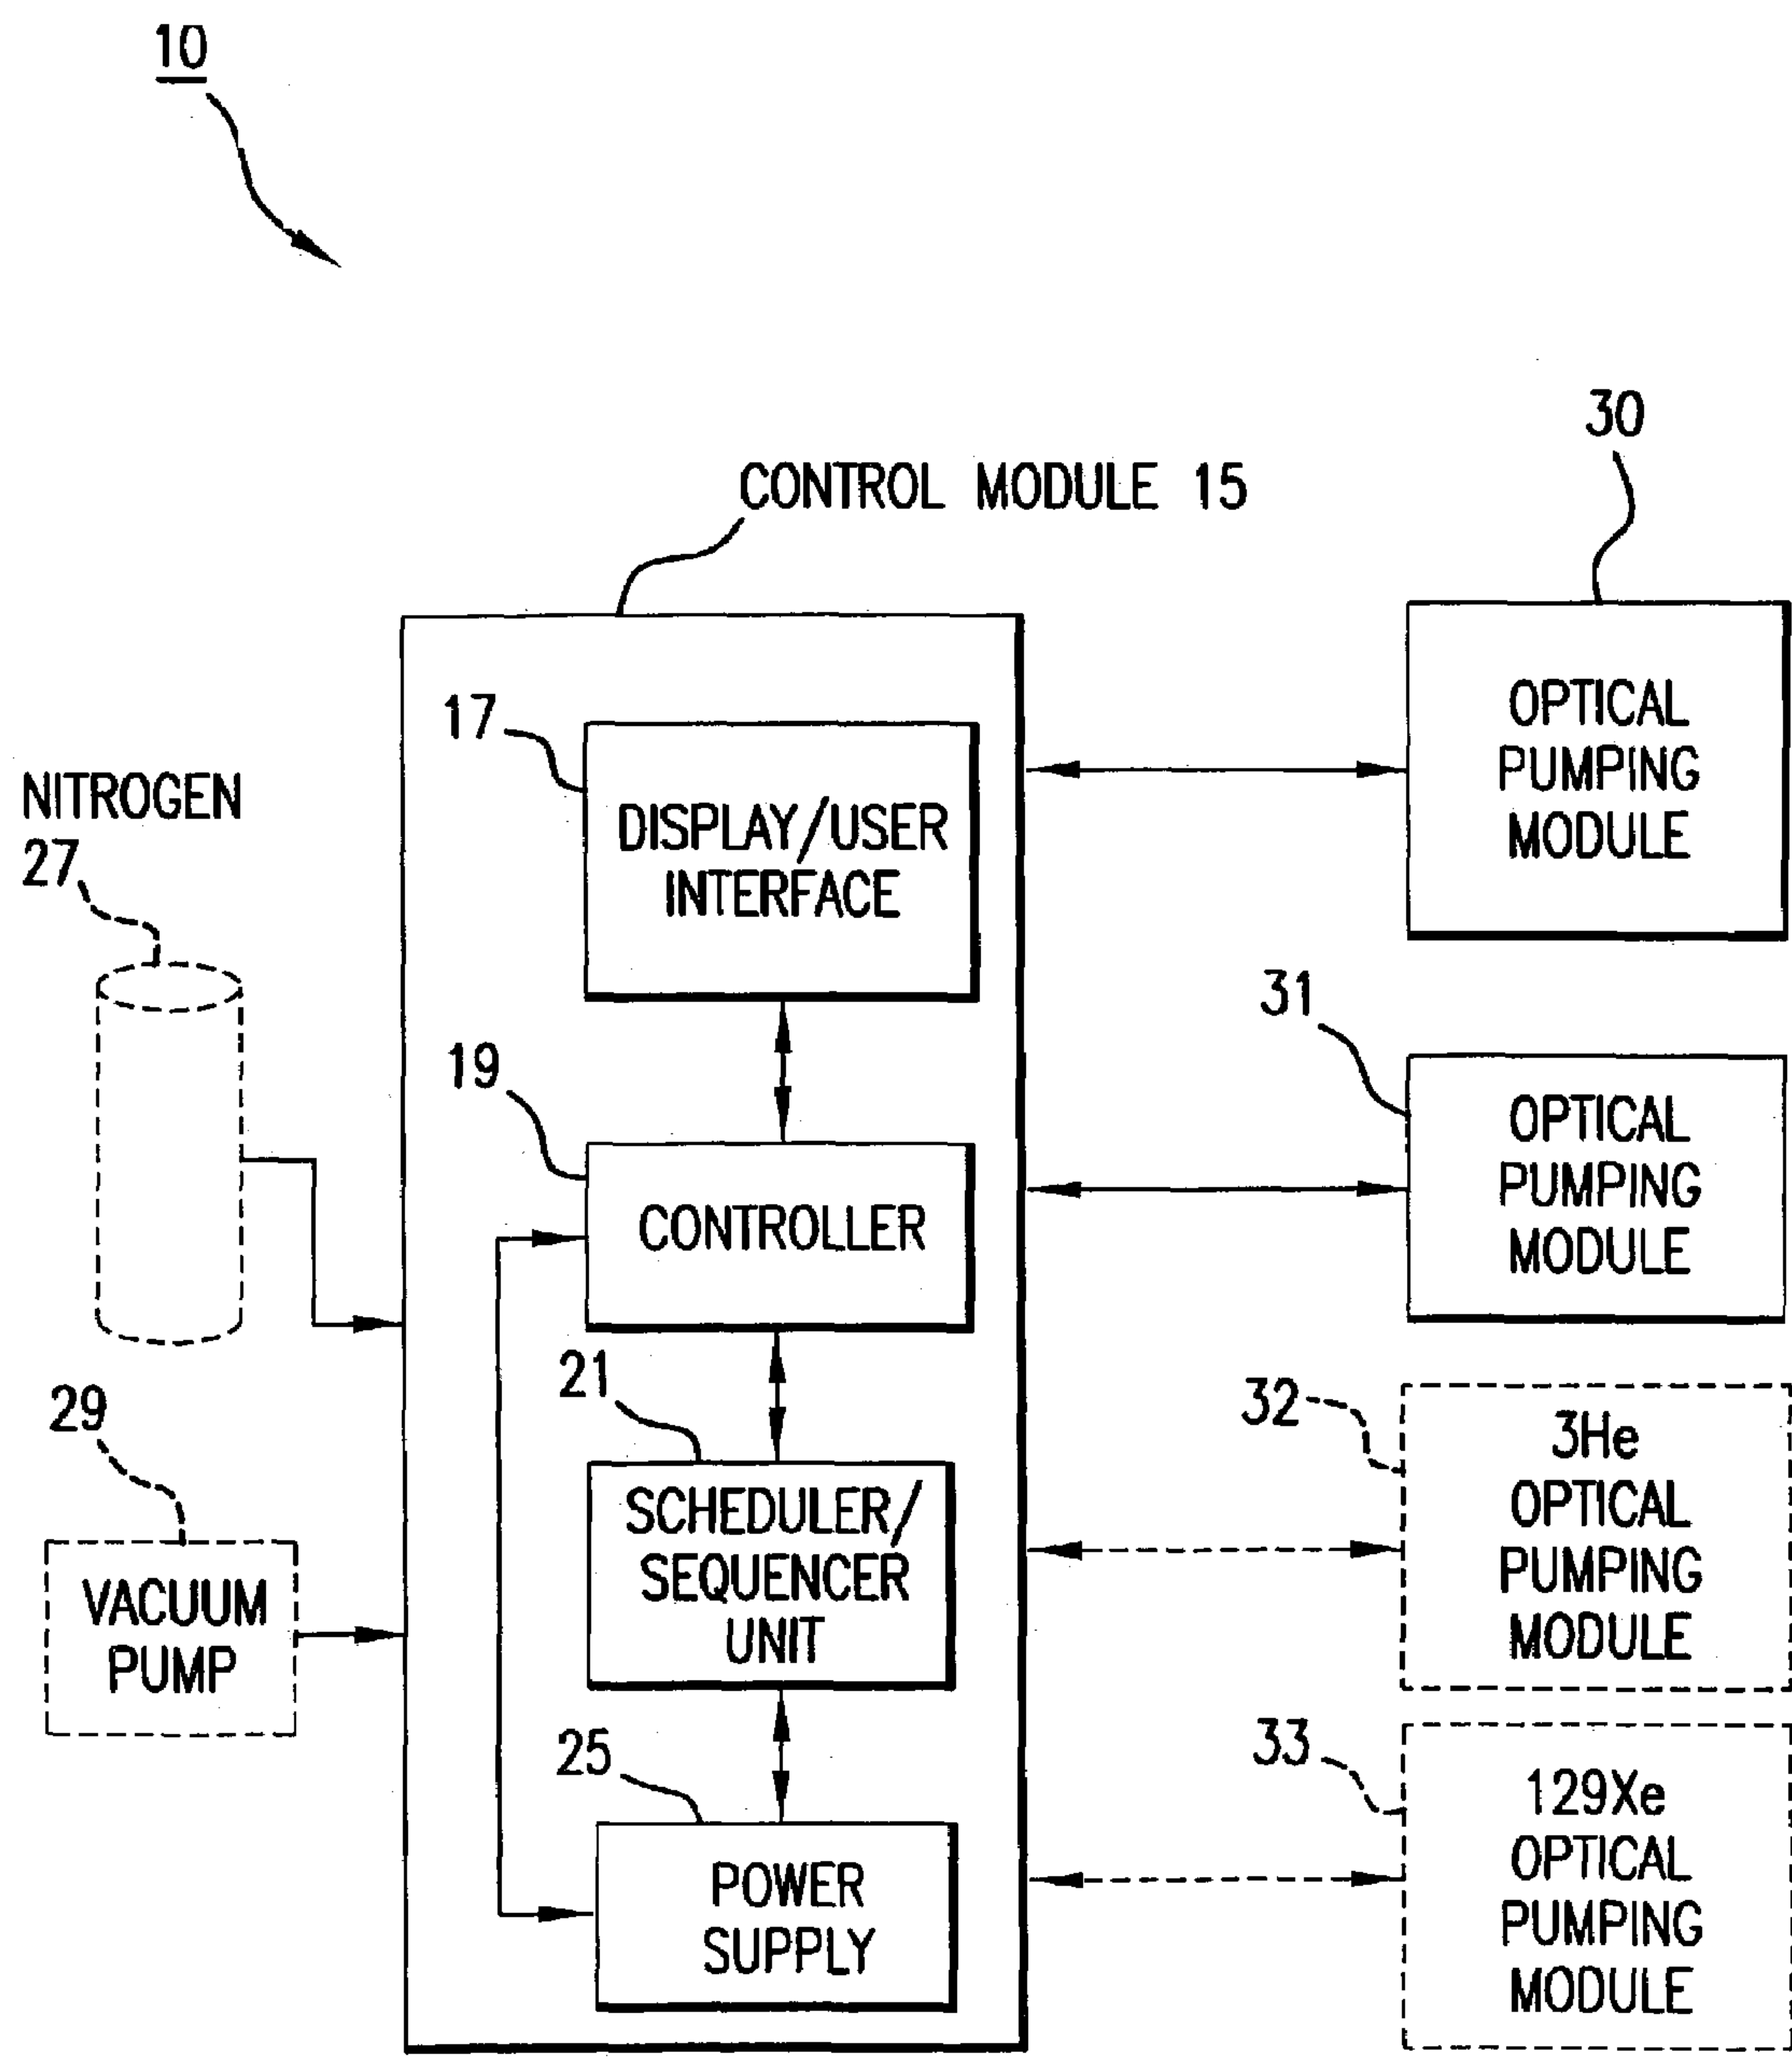 10
CONTROL MODULE 15
30
OPTICAL
PUMPING
MODULE
17
DISPLAY/USER
INTERFACE
NITROGEN
27
31
OPTICAL
PUMPING
MODULE
19
CONTROLLER
21
SCHEDULER/
SEQUENCER
UNIT
32
3He
OPTICAL
PUMPING
MODULE
29
VACUUM
PUMP
25
POWER
SUPPLY
33
129Xe
OPTICAL
PUMPING
MODULE